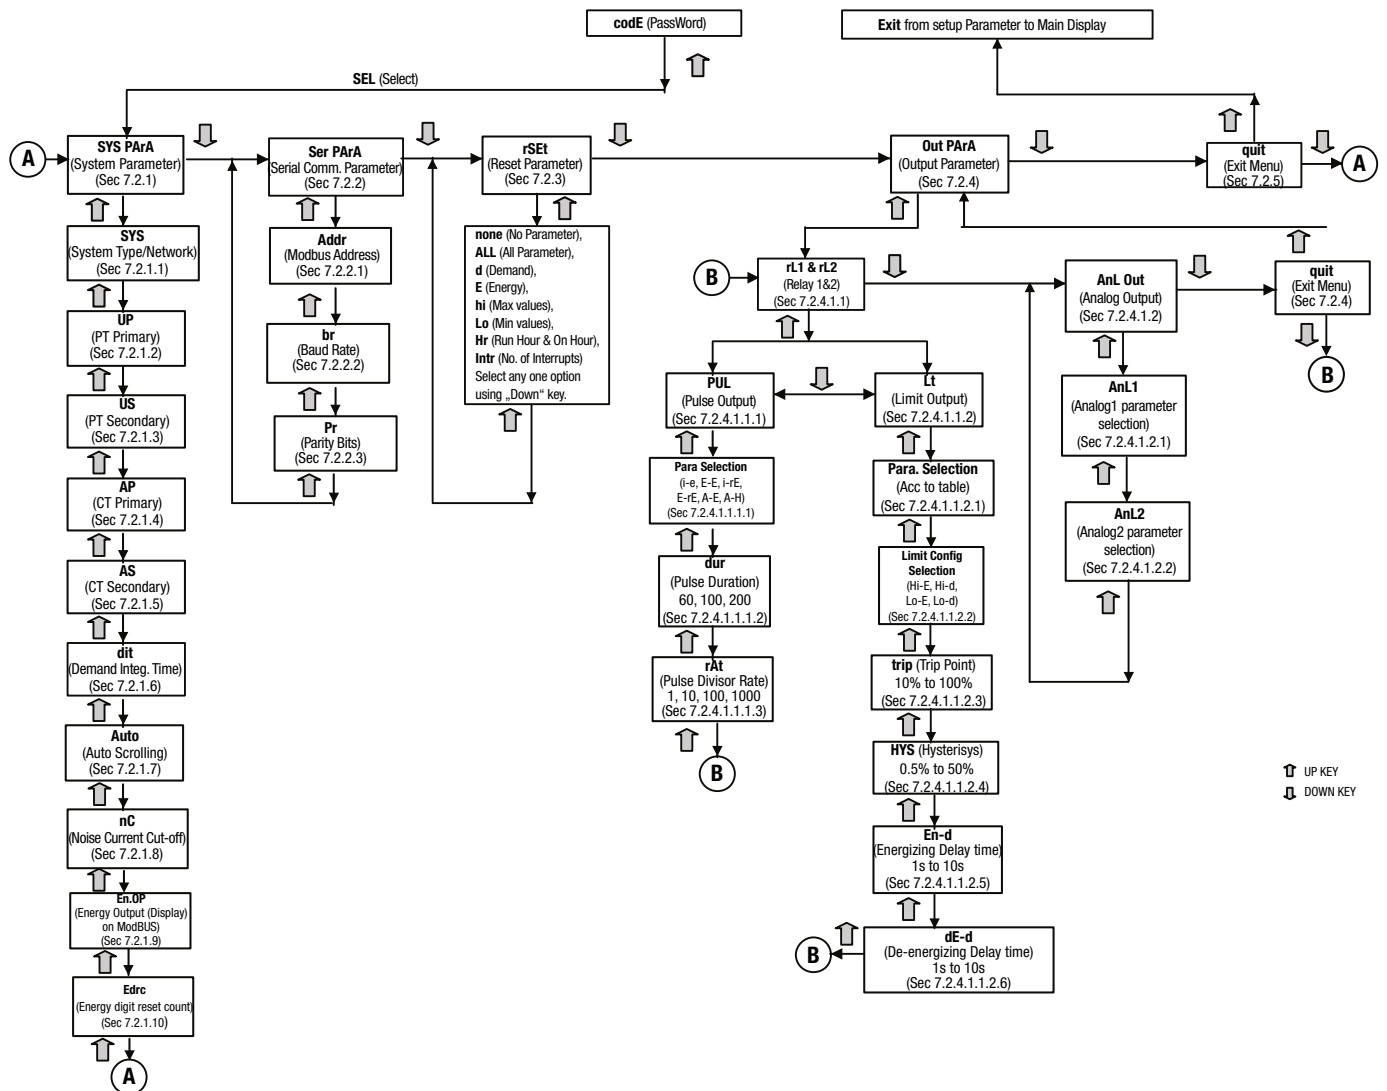 codE (PassWord)
Exit from setup Parameter to Main Display
SEL (Select)
A
SYS PArA
(System Parameter)
(Sec 7.2.1)
Ser PArA
(Serial Comm. Parameter)
(Sec 7.2.2)
rSEt
(Reset Parameter)
(Sec 7.2.3)
Out PArA
(Output Parameter)
(Sec 7.2.4)
quit
(Exit Menu)
(Sec 7.2.5)
A
SYS
(System Type/Network)
(Sec 7.2.1.1)
UP
(PT Primary)
(Sec 7.2.1.2)
US
(PT Secondary)
(Sec 7.2.1.3)
AP
(CT Primary)
(Sec 7.2.1.4)
AS
(CT Secondary)
(Sec 7.2.1.5)
dit
(Demand Integ. Time)
(Sec 7.2.1.6)
Auto
(Auto Scrolling)
(Sec 7.2.1.7)
nC
(Noise Current Cut-off)
(Sec 7.2.1.8)
En.OP
(Energy Output (Display)
on ModBUS)
(Sec 7.2.1.9)
Edrc
(Energy digit reset count)
(Sec 7.2.1.10)
A
Addr
(Modbus Address)
(Sec 7.2.2.1)
br
(Baud Rate)
(Sec 7.2.2.2)
Pr
(Parity Bits)
(Sec 7.2.2.3)
none (No Parameter),
ALL (All Parameter),
d (Demand),
E (Energy),
hi (Max values),
Lo (Min values),
Hr (Run Hour & On Hour),
Intr (No. of Interrupts)
Select any one option
using „Down“ key.
B
rL1 & rL2
(Relay 1&2)
(Sec 7.2.4.1.1)
AnL Out
(Analog Output)
(Sec 7.2.4.1.2)
quit
(Exit Menu)
(Sec 7.2.4)
B
PUL
(Pulse Output)
(Sec 7.2.4.1.1.1)
Para Selection
(i-e, E-E, i-rE,
E-rE, A-E, A-H)
(Sec 7.2.4.1.1.1.1)
dur
(Pulse Duration)
60, 100, 200
(Sec 7.2.4.1.1.1.2)
rAt
(Pulse Divisor Rate)
1, 10, 100, 1000
(Sec 7.2.4.1.1.1.3)
B
Lt
(Limit Output)
(Sec 7.2.4.1.1.2)
Para. Selection
(Acc to table)
(Sec 7.2.4.1.1.2.1)
Limit Config
Selection
(Hi-E, Hi-d,
Lo-E, Lo-d)
(Sec 7.2.4.1.1.2.2)
trip (Trip Point)
10% to 100%
(Sec 7.2.4.1.1.2.3)
HYS (Hysterisys)
0.5% to 50%
(Sec 7.2.4.1.1.2.4)
En-d
(Energizing Delay time)
1s to 10s
(Sec 7.2.4.1.1.2.5)
B
dE-d
(De-energizing Delay time)
1s to 10s
(Sec 7.2.4.1.1.2.6)
AnL1
(Analog1 parameter
selection)
(Sec 7.2.4.1.2.1)
AnL2
(Analog2 parameter
selection)
(Sec 7.2.4.1.2.2)
UP KEY
DOWN KEY